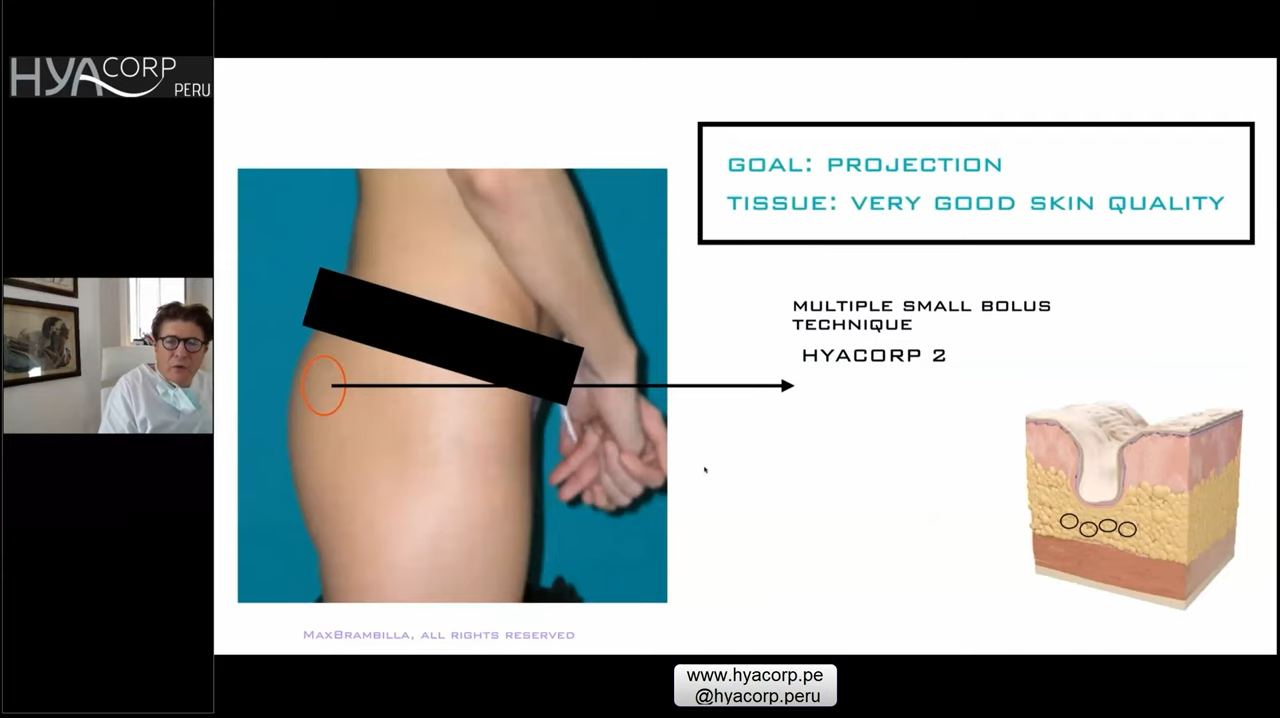 HYACORP
PERU
GOAL: PROJECTION
TISSUE: VERY GOOD SKIN QUALITY
MULTIPLE SMALL BOLUS
TECHNIQUE
HYACORP 2
MAXBRAMBILLA, ALL RIGHTS RESERVED
www.hyacorp.pe
@hyacorp.peru